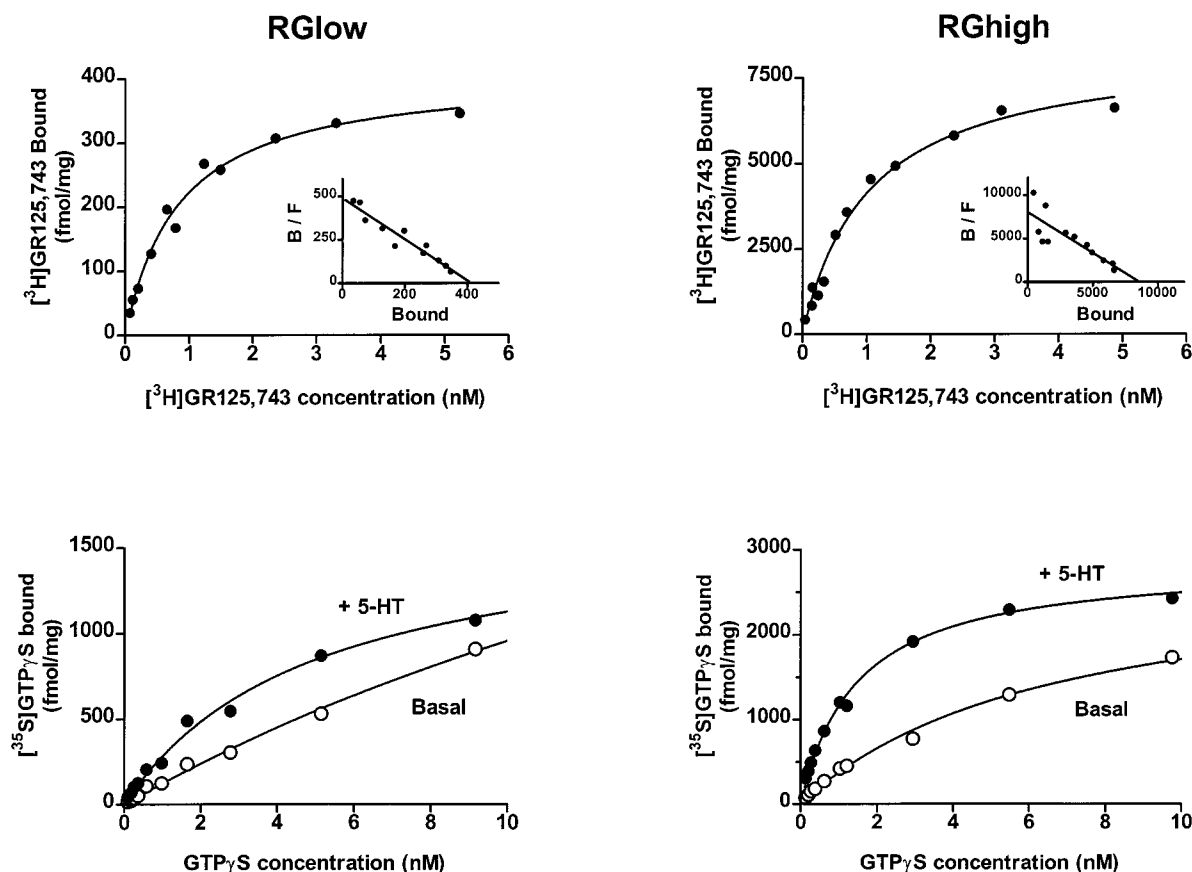 RGlow
[³H]GR125,743 Bound
(fmol/mg)
400
300
200
100
0
0 1 2 3 4 5 6
[³H]GR125,743 concentration (nM)
B / F
500
250
0
0 200 400
Bound
RGhigh
[³H]GR125,743 Bound
(fmol/mg)
7500
5000
2500
0
0 1 2 3 4 5 6
[³H]GR125,743 concentration (nM)
B / F
10000
5000
0
0 5000 10000
Bound
[³⁵S]GTPγS bound
(fmol/mg)
1500
1000
500
0
+ 5-HT
Basal
0 2 4 6 8 10
GTPγS concentration (nM)
[³⁵S]GTPγS bound
(fmol/mg)
3000
2000
1000
0
+ 5-HT
Basal
0 2 4 6 8 10
GTPγS concentration (nM)